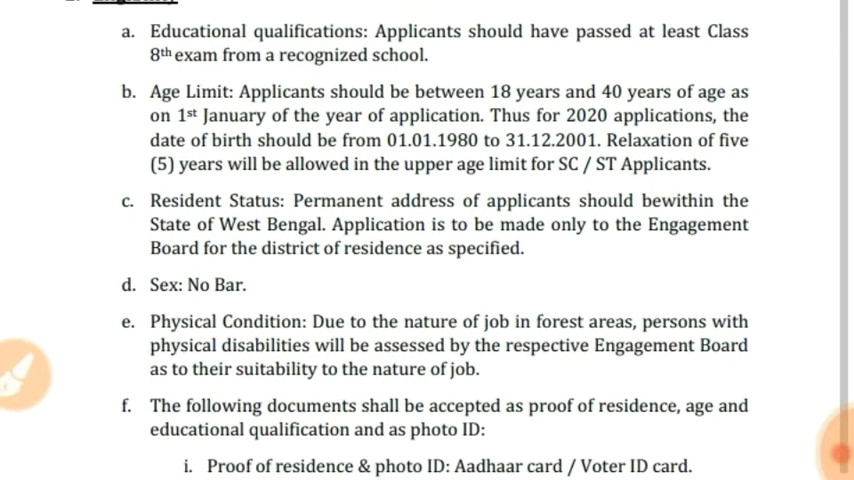 a. Educational qualifications: Applicants should have passed at least Class
8th exam from a recognized school.
b. Age Limit: Applicants should be between 18 years and 40 years of age as
on 1st January of the year of application. Thus for 2020 applications, the
date of birth should be from 01.01.1980 to 31.12.2001. Relaxation of five
(5) years will be allowed in the upper age limit for SC / ST Applicants.
c. Resident Status: Permanent address of applicants should bewithin the
State of West Bengal. Application is to be made only to the Engagement
Board for the district of residence as specified.
d. Sex: No Bar.
e. Physical Condition: Due to the nature of job in forest areas, persons with
physical disabilities will be assessed by the respective Engagement Board
as to their suitability to the nature of job.
f. The following documents shall be accepted as proof of residence, age and
educational qualification and as photo ID:
i. Proof of residence & photo ID: Aadhaar card / Voter ID card.